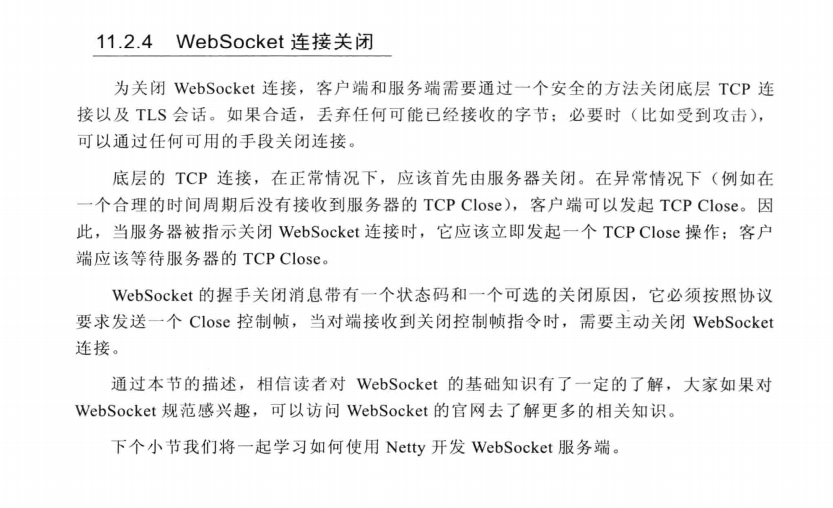 11.2.4 WebSocket 连接关闭
为关闭 WebSocket 连接，客户端和服务端需要通过一个安全的方法关闭底层 TCP 连
接以及 TLS 会话。如果合适，丢弃任何可能已经接收的字节；必要时（比如受到攻击），
可以通过任何可用的手段关闭连接。
底层的 TCP 连接，在正常情况下，应该首先由服务器关闭。在异常情况下（例如在
一个合理的时间周期后没有接收到服务器的 TCP Close），客户端可以发起 TCP Close。因
此，当服务器被指示关闭 WebSocket 连接时，它应该立即发起一个 TCP Close 操作；客户
端应该等待服务器的 TCP Close。
WebSocket 的握手关闭消息带有一个状态码和一个可选的关闭原因，它必须按照协议
要求发送一个 Close 控制帧，当对端接收到关闭控制帧指令时，需要主动关闭 WebSocket
连接。
通过本节的描述，相信读者对 WebSocket 的基础知识有了一定的了解，大家如果对
WebSocket 规范感兴趣，可以访问 WebSocket 的官网去了解更多的相关知识。
下个小节我们将一起学习如何使用 Netty 开发 WebSocket 服务端。